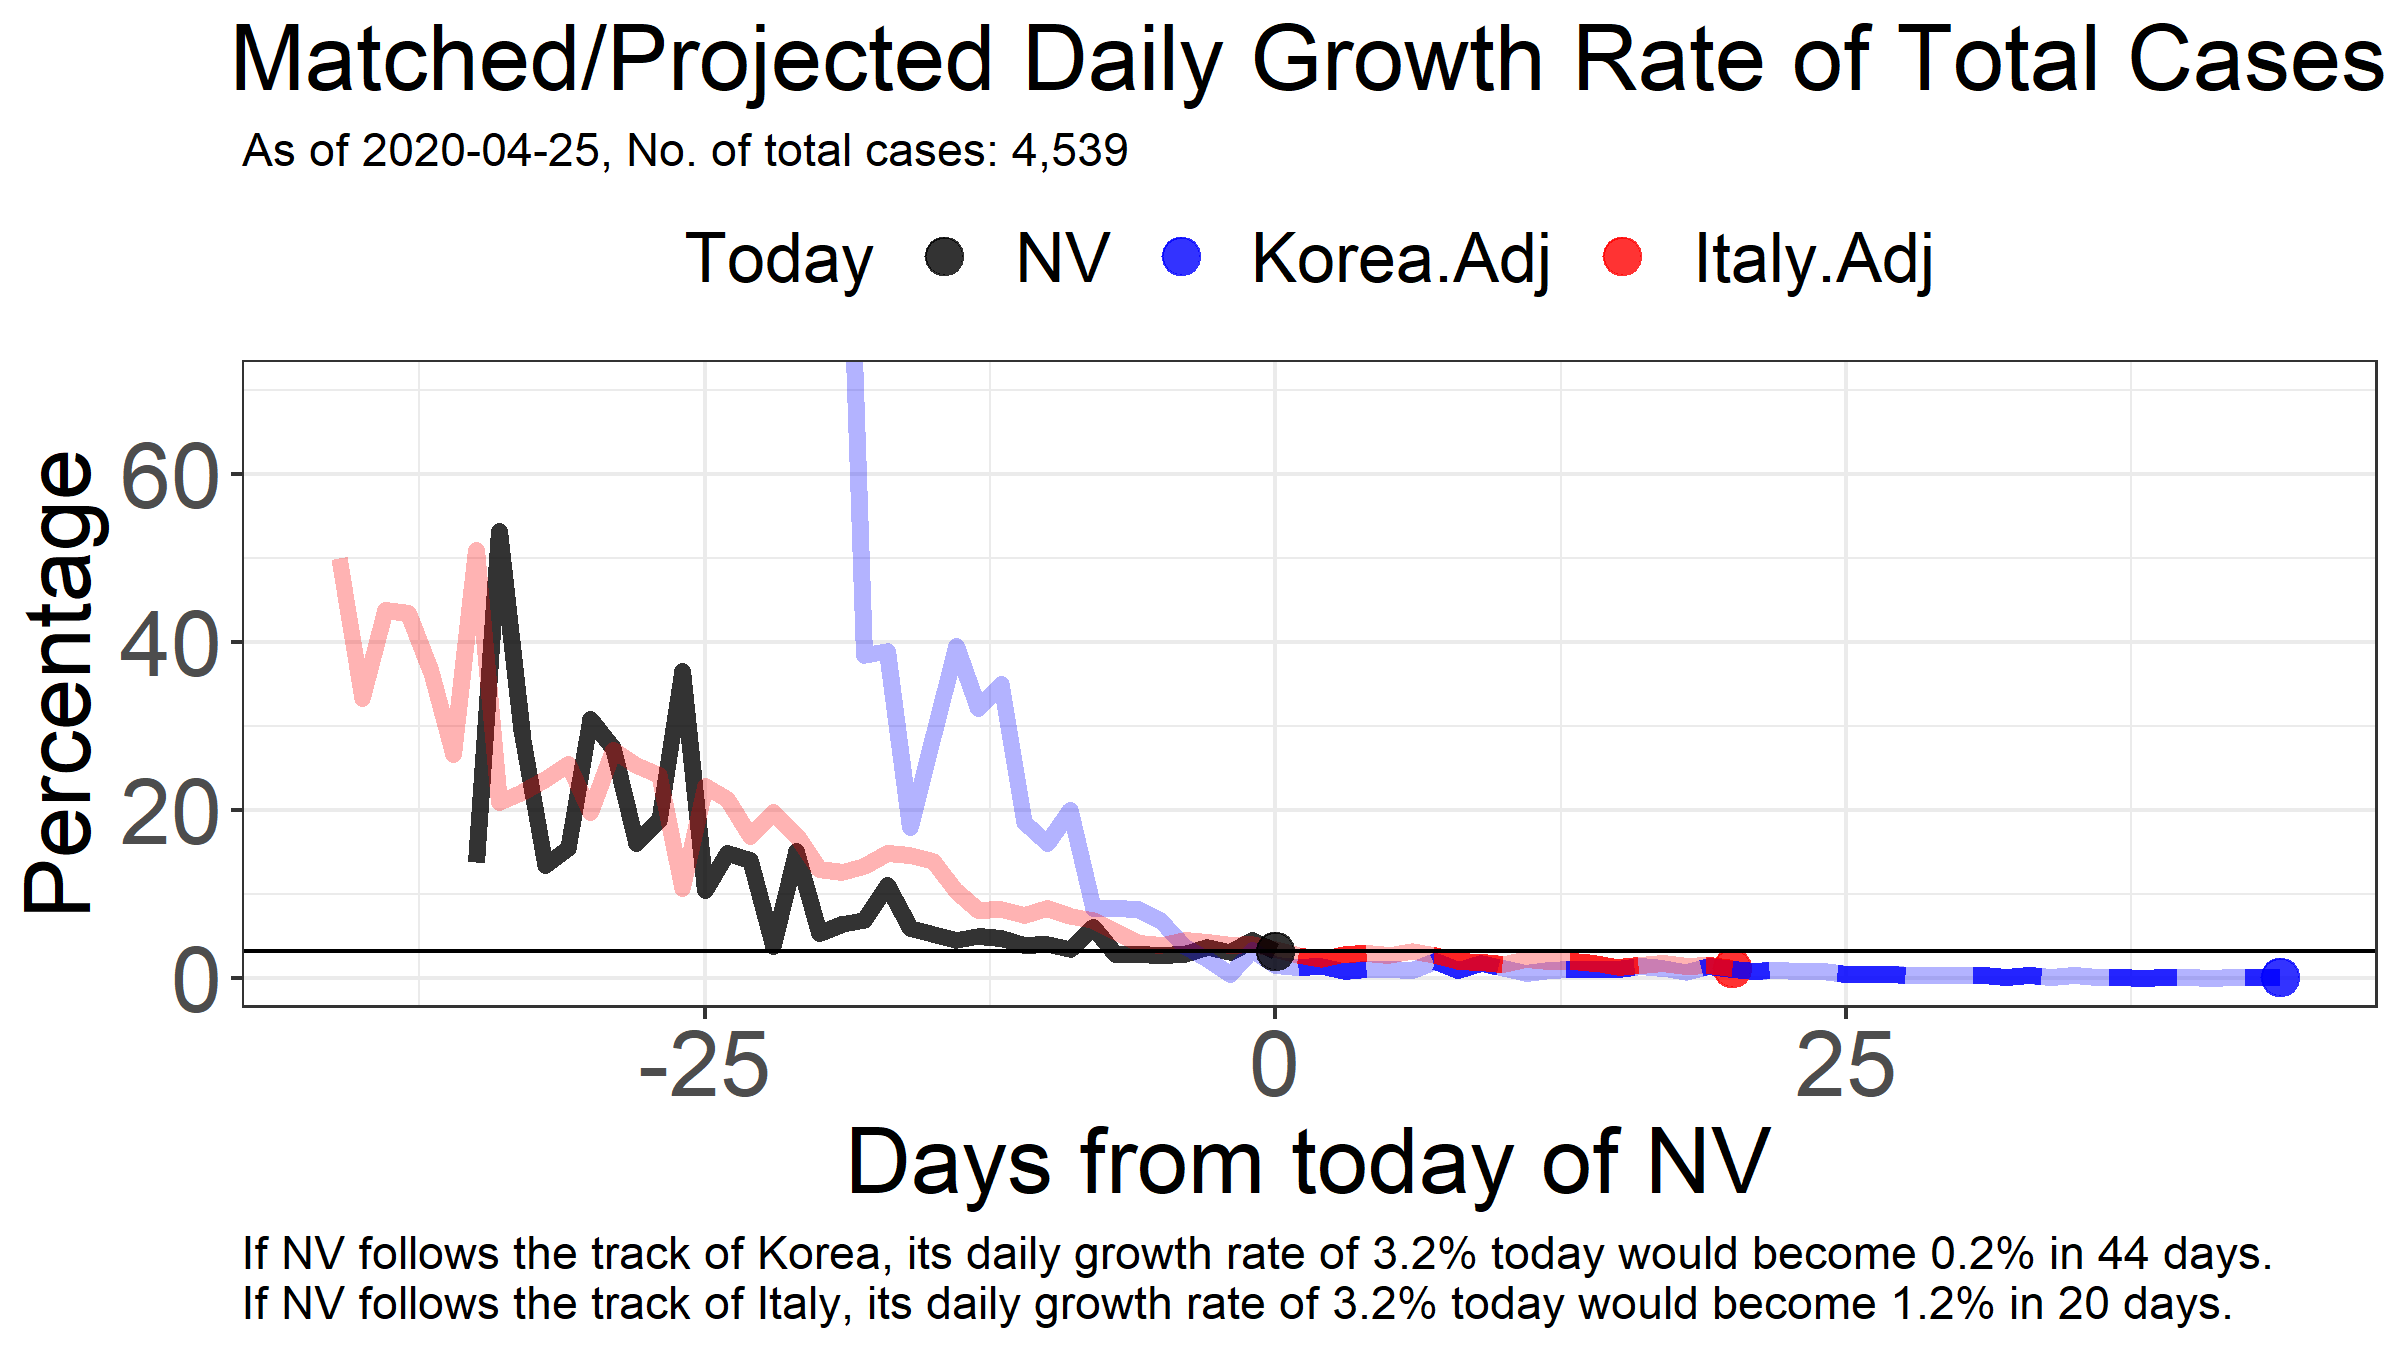 Matched/Projected Daily Growth Rate of Total Cases
As of 2020-04-25, No. of total cases: 4,539
Today NV Korea.Adj Italy.Adj
Percentage
60
40
20
0
-25 0 25
Days from today of NV
If NV follows the track of Korea, its daily growth rate of 3.2% today would become 0.2% in 44 days.
If NV follows the track of Italy, its daily growth rate of 3.2% today would become 1.2% in 20 days.